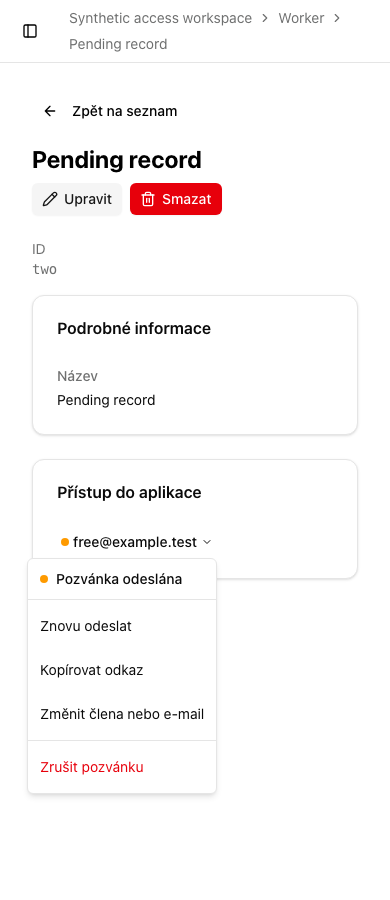 Synthetic access workspace > Worker >
Pending record
Zpět na seznam
Pending record
Upravit Smazat
ID
two
Podrobné informace
Název
Pending record
Přístup do aplikace
free@example.test
Pozvánka odeslána
Znovu odeslat
Kopírovat odkaz
Změnit člena nebo e-mail
Zrušit pozvánku